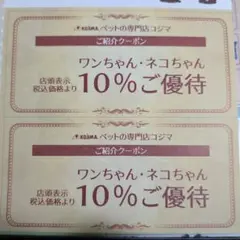 KOJIMA ペットの専門店コジマ
ご紹介クーポン
ワンちゃん・ネコちゃん
店頭表示
税込価格より
10%ご優待
KOJIMA ペットの専門店コジマ
ご紹介クーポン
ワンちゃん・ネコちゃん
店頭表示
税込価格より
10%ご優待